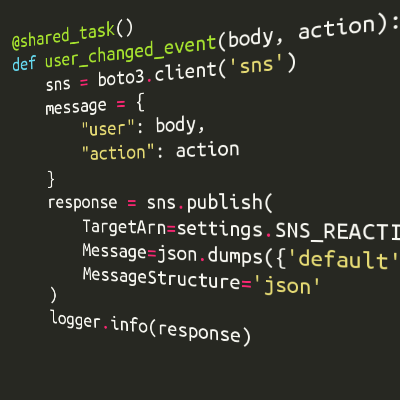 @shared_task()
def user_changed_event(body, action):
    sns = boto3.client('sns')
    message = {
        "user": body,
        "action": action
    }
    response = sns.publish(
        TargetArn=settings.SNS_REACTI
        Message=json.dumps({'default'
        MessageStructure='json'
    )
    logger.info(response)